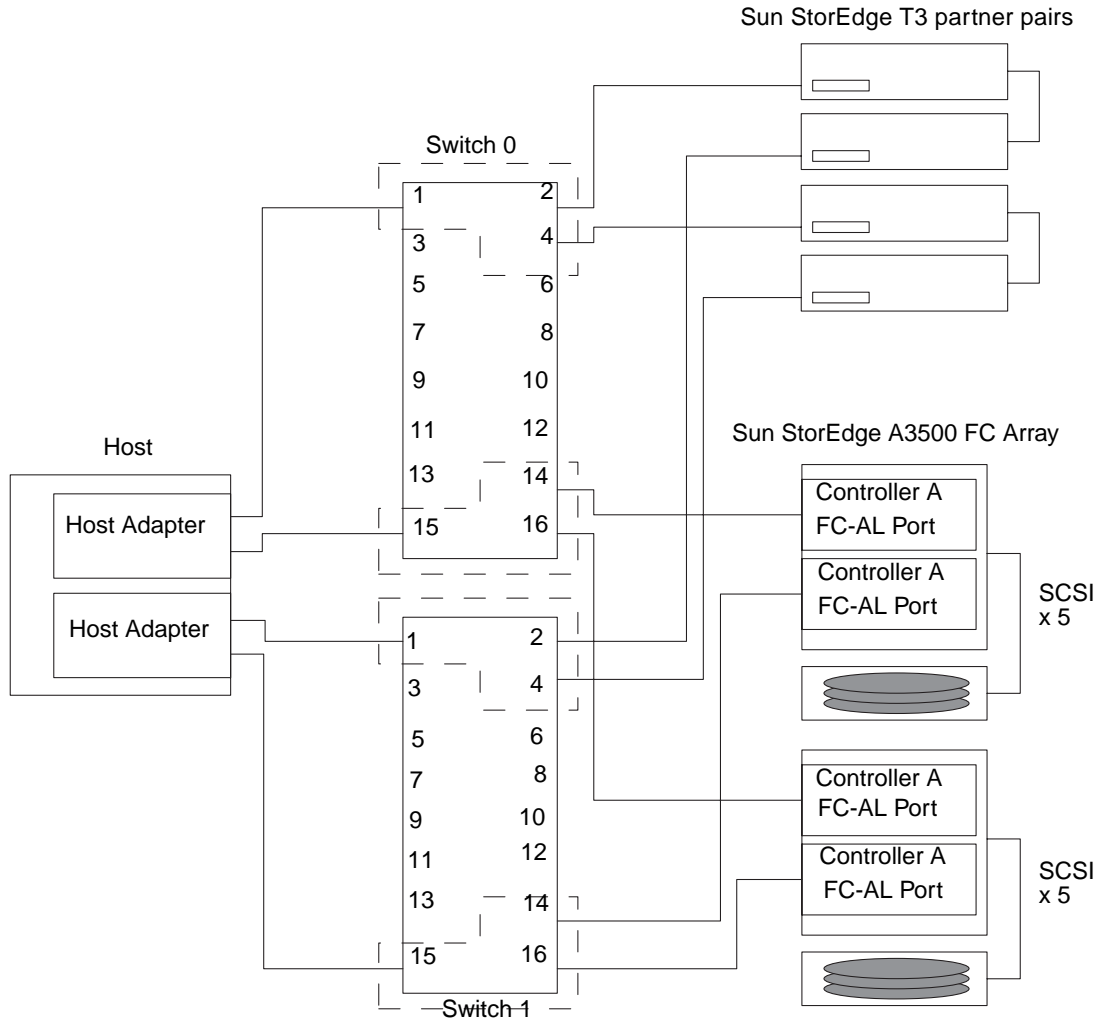 Sun StorEdge T3 partner pairs
Switch 0
1 2
3 4
5 6
7 8
9 10
11 12
13 14
15 16
Host
Host Adapter
Host Adapter
Sun StorEdge A3500 FC Array
Controller A
FC-AL Port
Controller A
FC-AL Port
SCSI
x 5
1 2
3 4
5 6
7 8
9 10
11 12
13 14
15 16
Switch 1
Controller A
FC-AL Port
Controller A
FC-AL Port
SCSI
x 5